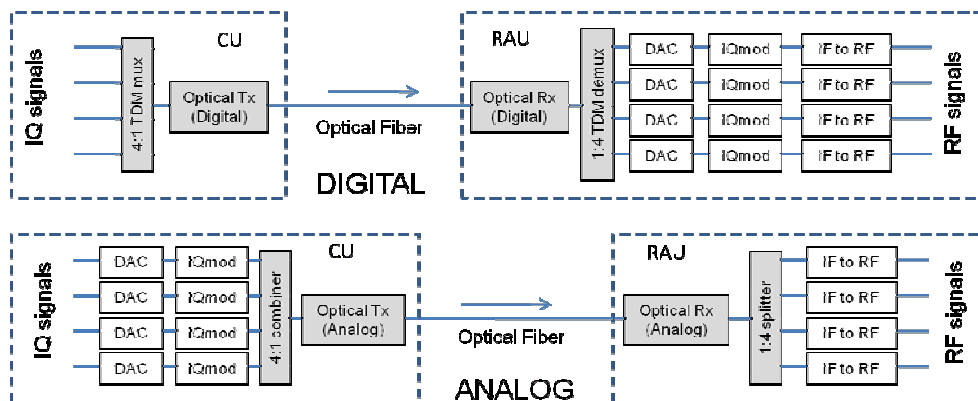 IQ signals
4:1 TDM mux
CU
Optical Tx
(Digital)
Optical Fiber
DIGITAL
RAU
Optical Rx
(Digital)
1:4 TDM demux
DAC
IQmod
IF to RF
DAC
IQmod
IF to RF
DAC
IQmod
IF to RF
DAC
IQmod
IF to RF
RF signals
IQ signals
DAC
IQmod
DAC
IQmod
DAC
IQmod
DAC
IQmod
4:1 combiner
CU
Optical Tx
(Analog)
Optical Fiber
ANALOG
RAJ
Optical Rx
(Analog)
1:4 splitter
IF to RF
IF to RF
IF to RF
IF to RF
RF signals